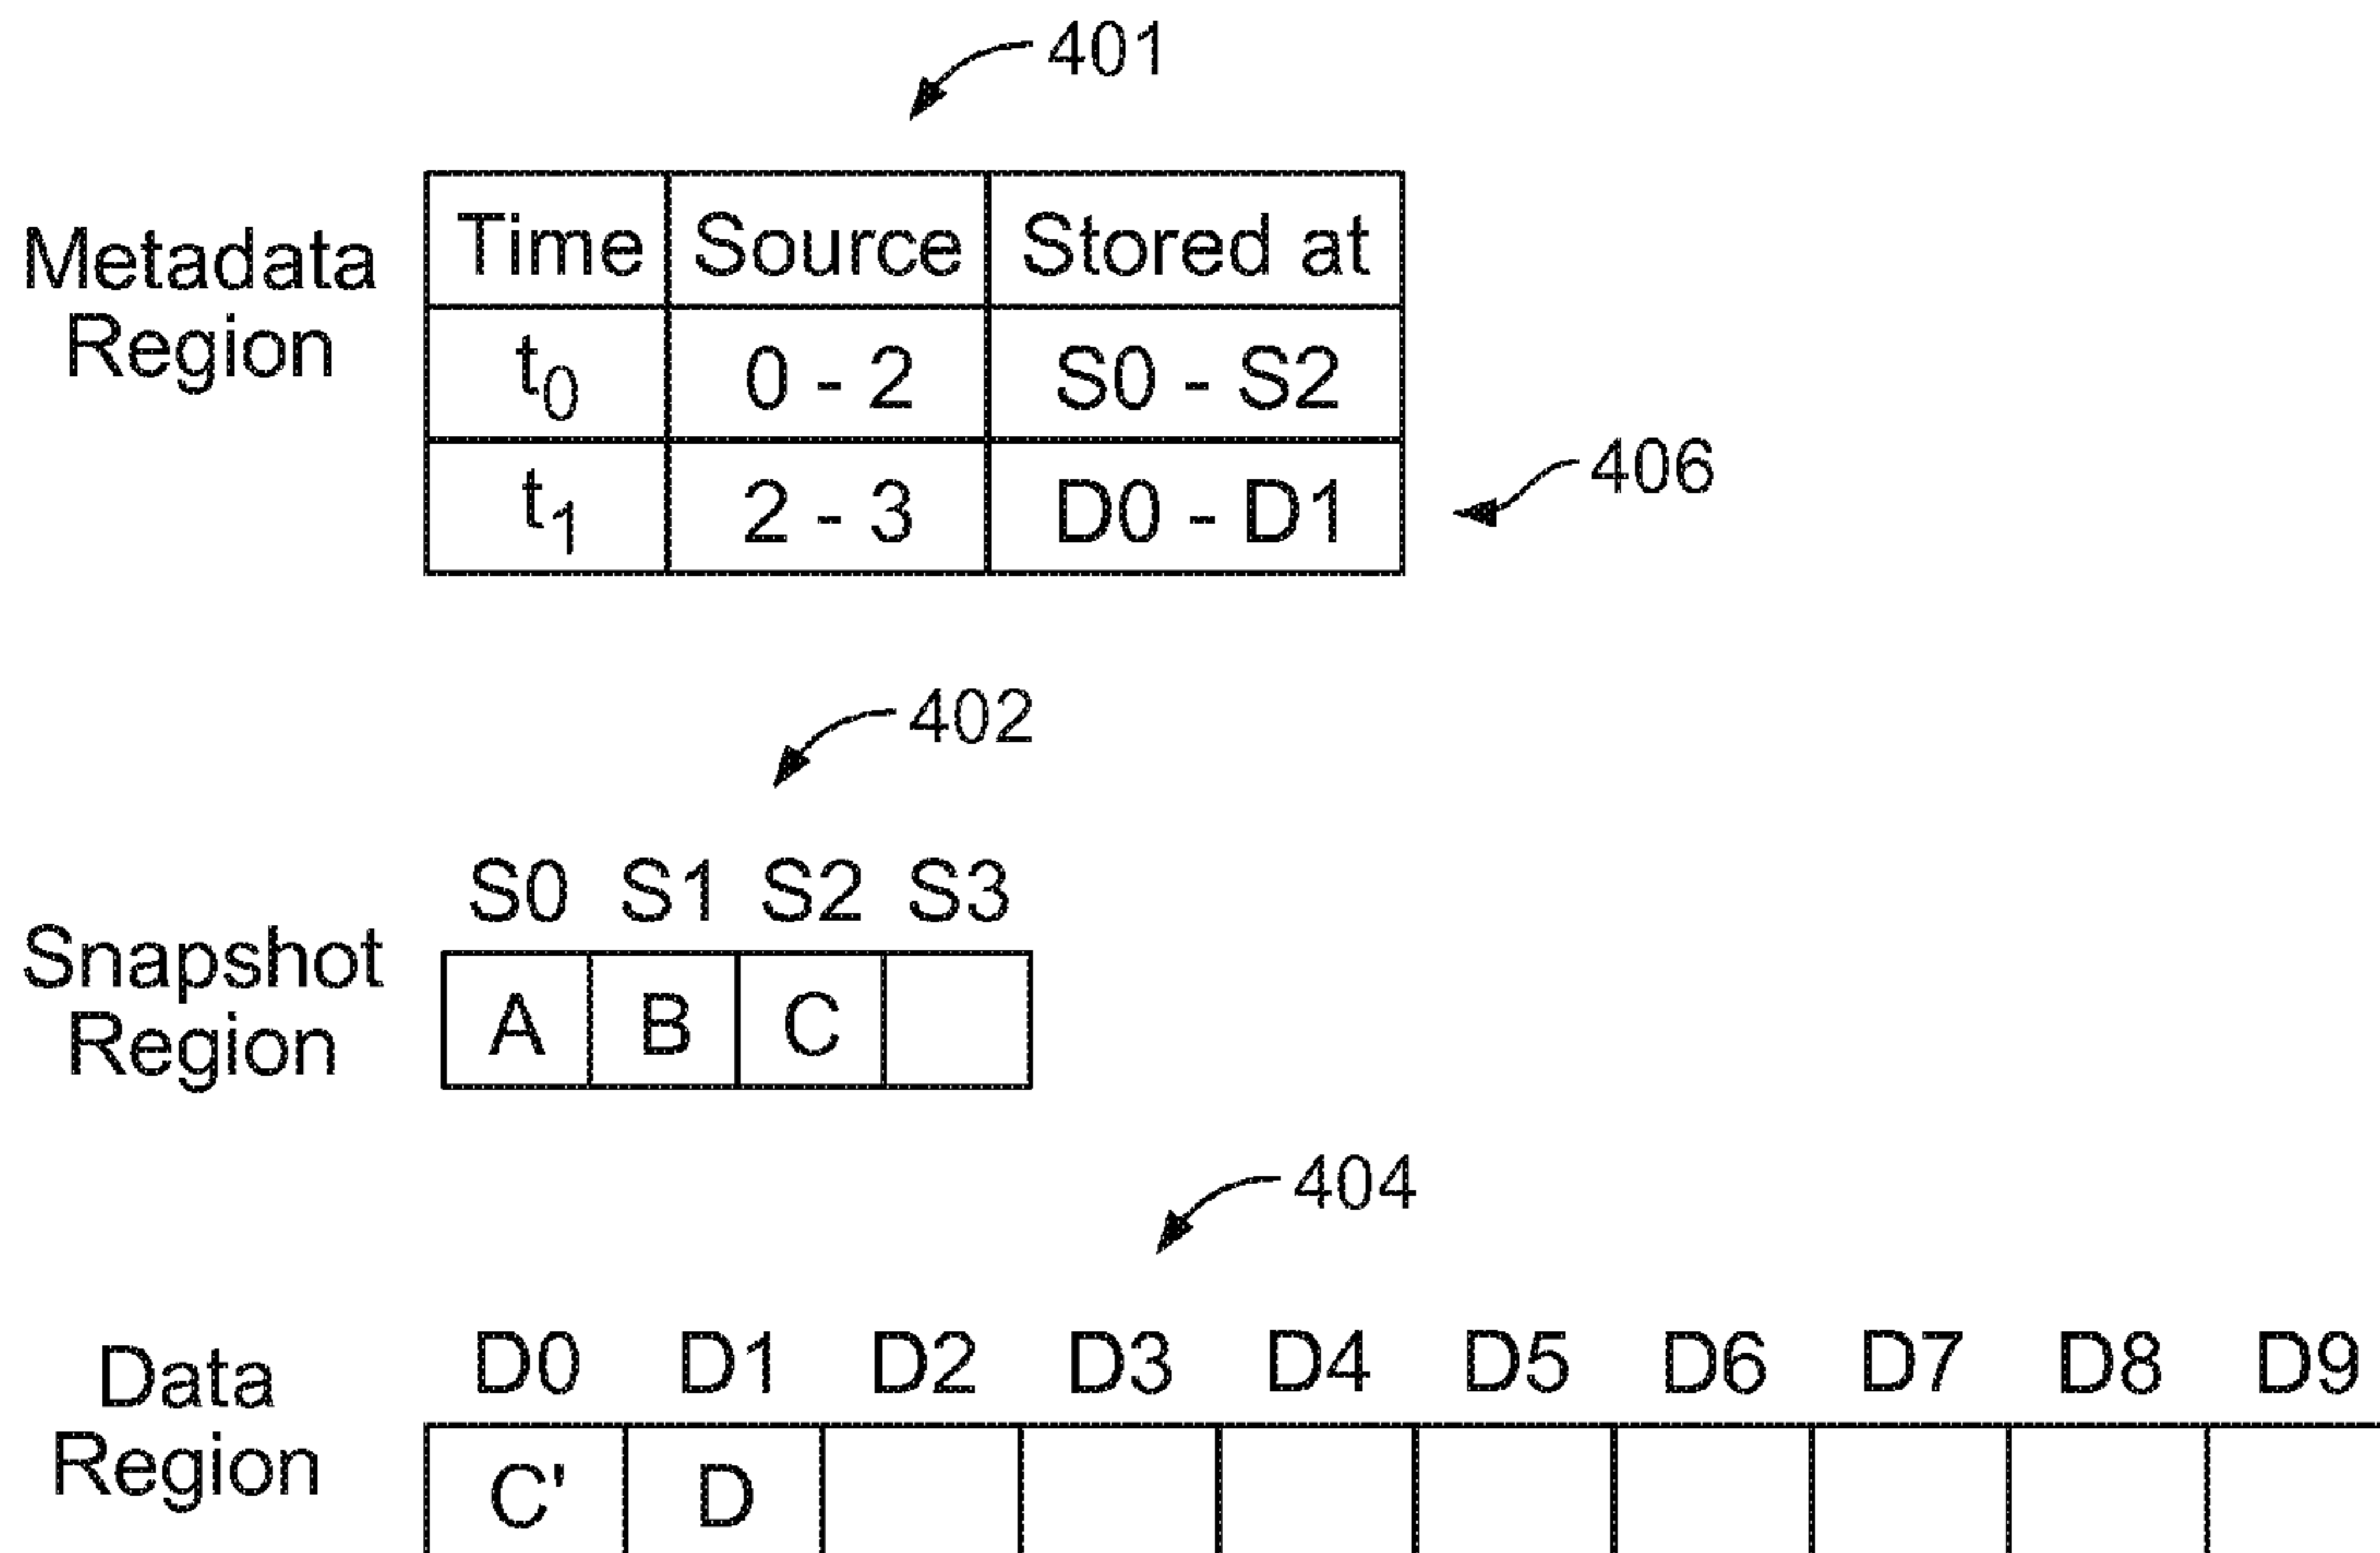 401
Metadata
Region
Time Source Stored at
t0 0 - 2 S0 - S2
t1 2 - 3 D0 - D1
406
402
S0 S1 S2 S3
Snapshot
Region
A B C
404
Data
Region
D0 D1 D2 D3 D4 D5 D6 D7 D8 D9
C' D